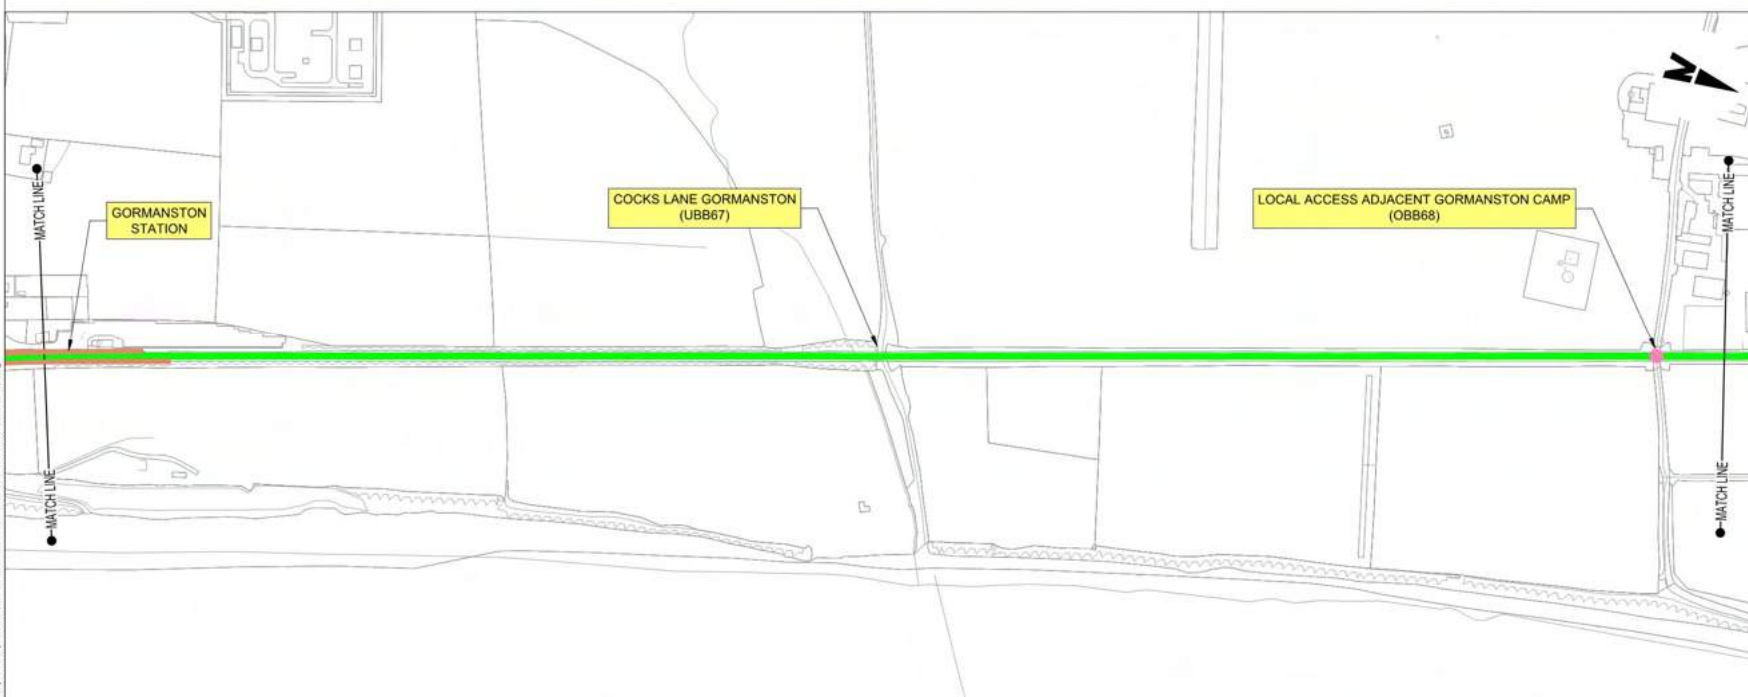 N
MATCH LINE
GORMANSTON
STATION
COCKS LANE GORMANSTON
(UBB67)
LOCAL ACCESS ADJACENT GORMANSTON CAMP
(OBB68)
MATCH LINE
MATCH LINE
MATCH LINE